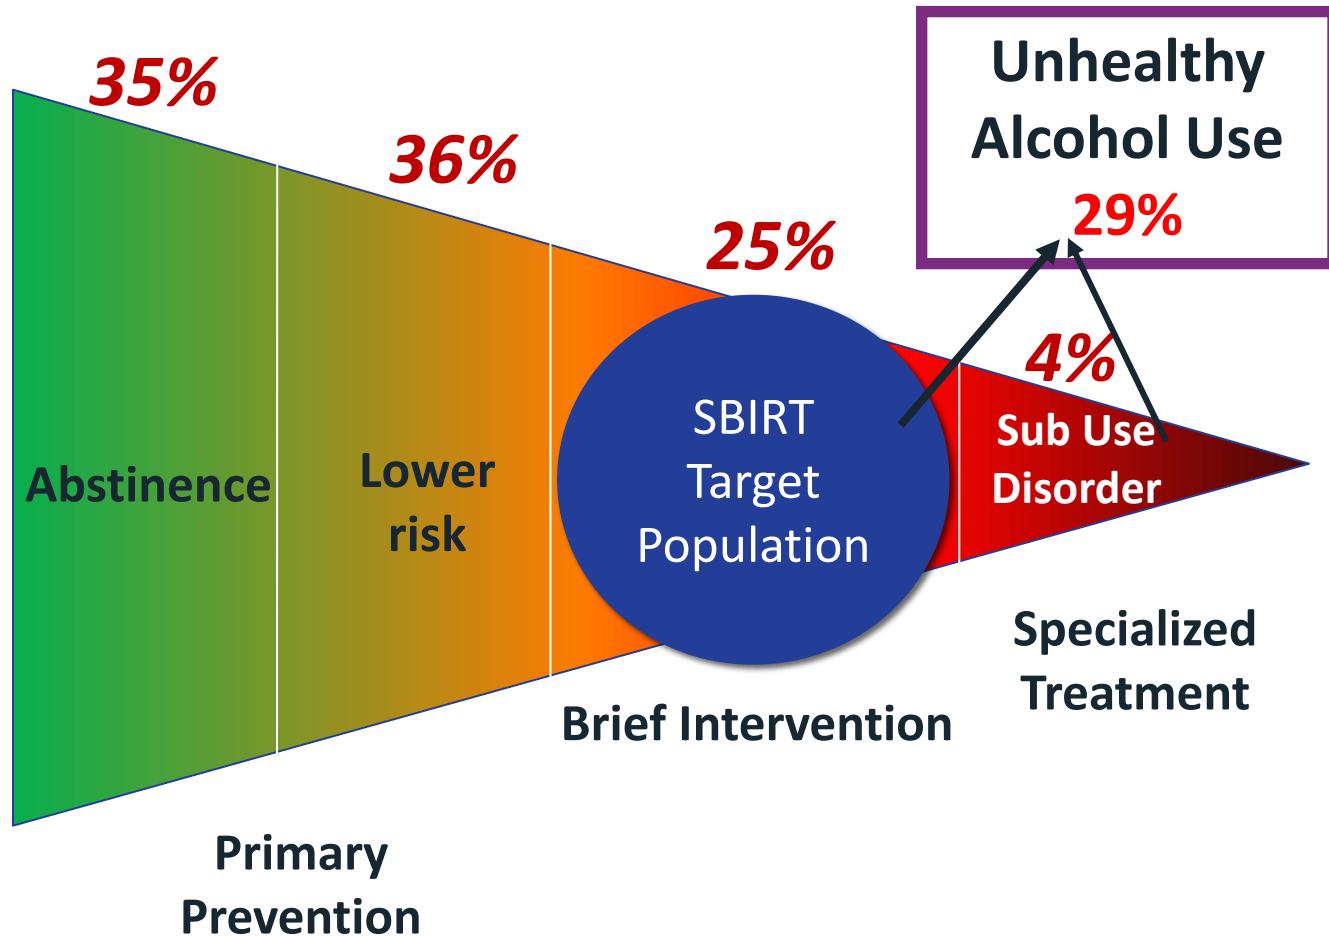 35%
36%
25%
Unhealthy
Alcohol Use
29%
4%
Abstinence
Lower
risk
SBIRT
Target
Population
Sub Use
Disorder
Specialized
Treatment
Brief Intervention
Primary
Prevention